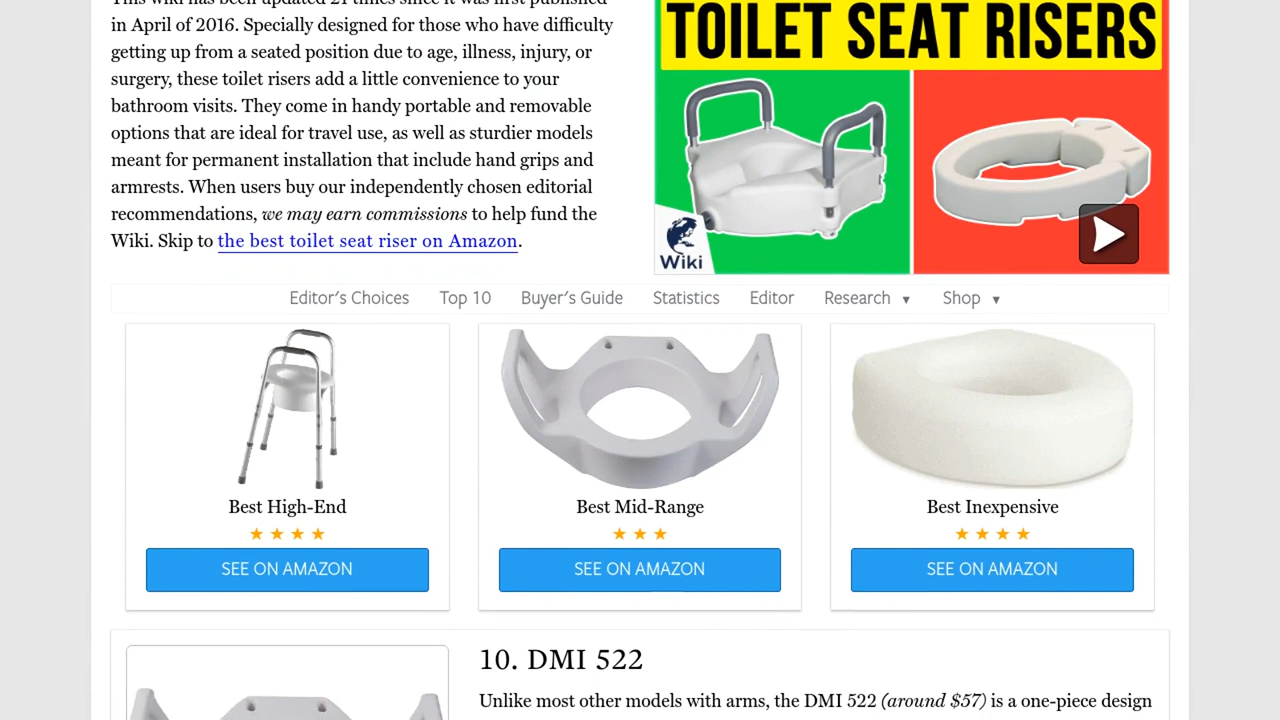 This wiki has been updated 21 times since it was first published
in April of 2016. Specially designed for those who have difficulty
getting up from a seated position due to age, illness, injury, or
surgery, these toilet risers add a little convenience to your
bathroom visits. They come in handy portable and removable
options that are ideal for travel use, as well as sturdier models
meant for permanent installation that include hand grips and
armrests. When users buy our independently chosen editorial
recommendations, we may earn commissions to help fund the
Wiki. Skip to the best toilet seat riser on Amazon.
TOILET SEAT RISERS
Wiki
Editor's Choices Top 10 Buyer's Guide Statistics Editor Research ▼ Shop ▼
Best High-End
★ ★ ★ ★
SEE ON AMAZON
Best Mid-Range
★ ★ ★
SEE ON AMAZON
Best Inexpensive
★ ★ ★ ★
SEE ON AMAZON
10. DMI 522
Unlike most other models with arms, the DMI 522 (around $57) is a one-piece design